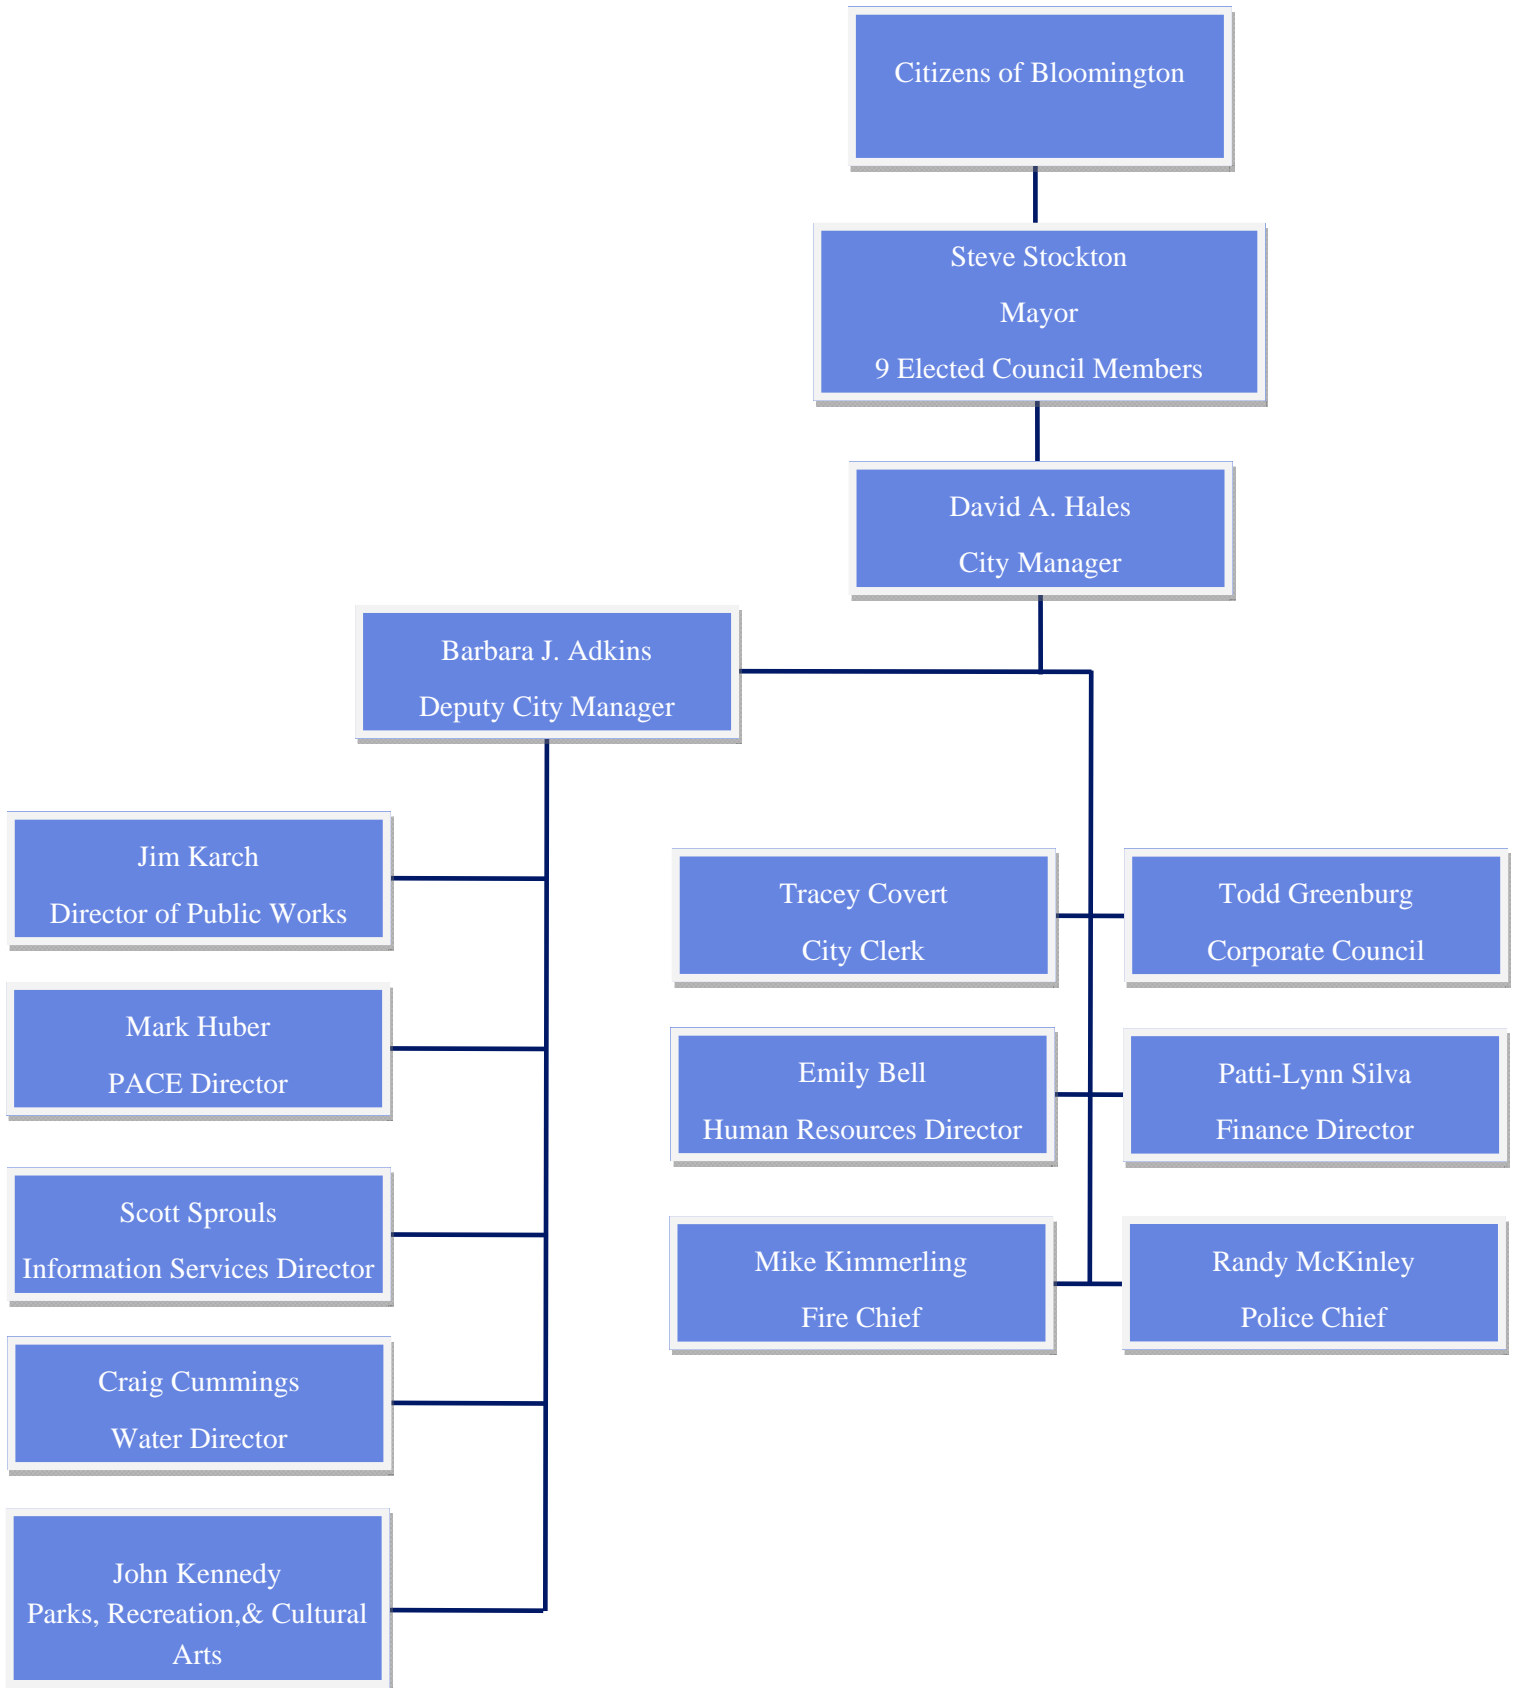 Citizens of Bloomington
Steve Stockton
Mayor
9 Elected Council Members
David A. Hales
City Manager
Barbara J. Adkins
Deputy City Manager
Jim Karch
Director of Public Works
Mark Huber
PACE Director
Scott Sprouls
Information Services Director
Craig Cummings
Water Director
John Kennedy
Parks, Recreation,& Cultural
Arts
Tracey Covert
City Clerk
Todd Greenburg
Corporate Council
Emily Bell
Human Resources Director
Patti-Lynn Silva
Finance Director
Mike Kimmerling
Fire Chief
Randy McKinley
Police Chief